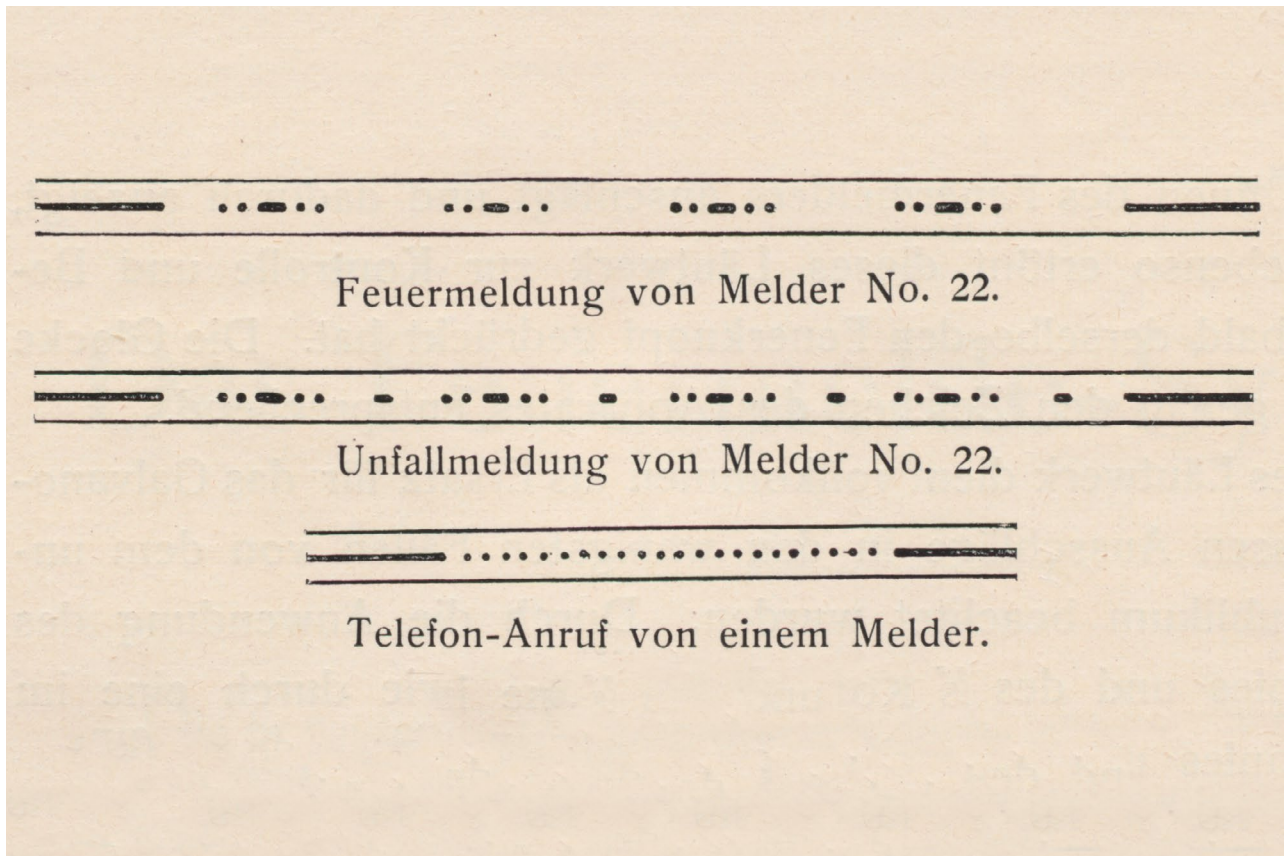 Feuermeldung von Melder No. 22.
Unfallmeldung von Melder No. 22.
Telefon-Anruf von einem Melder.